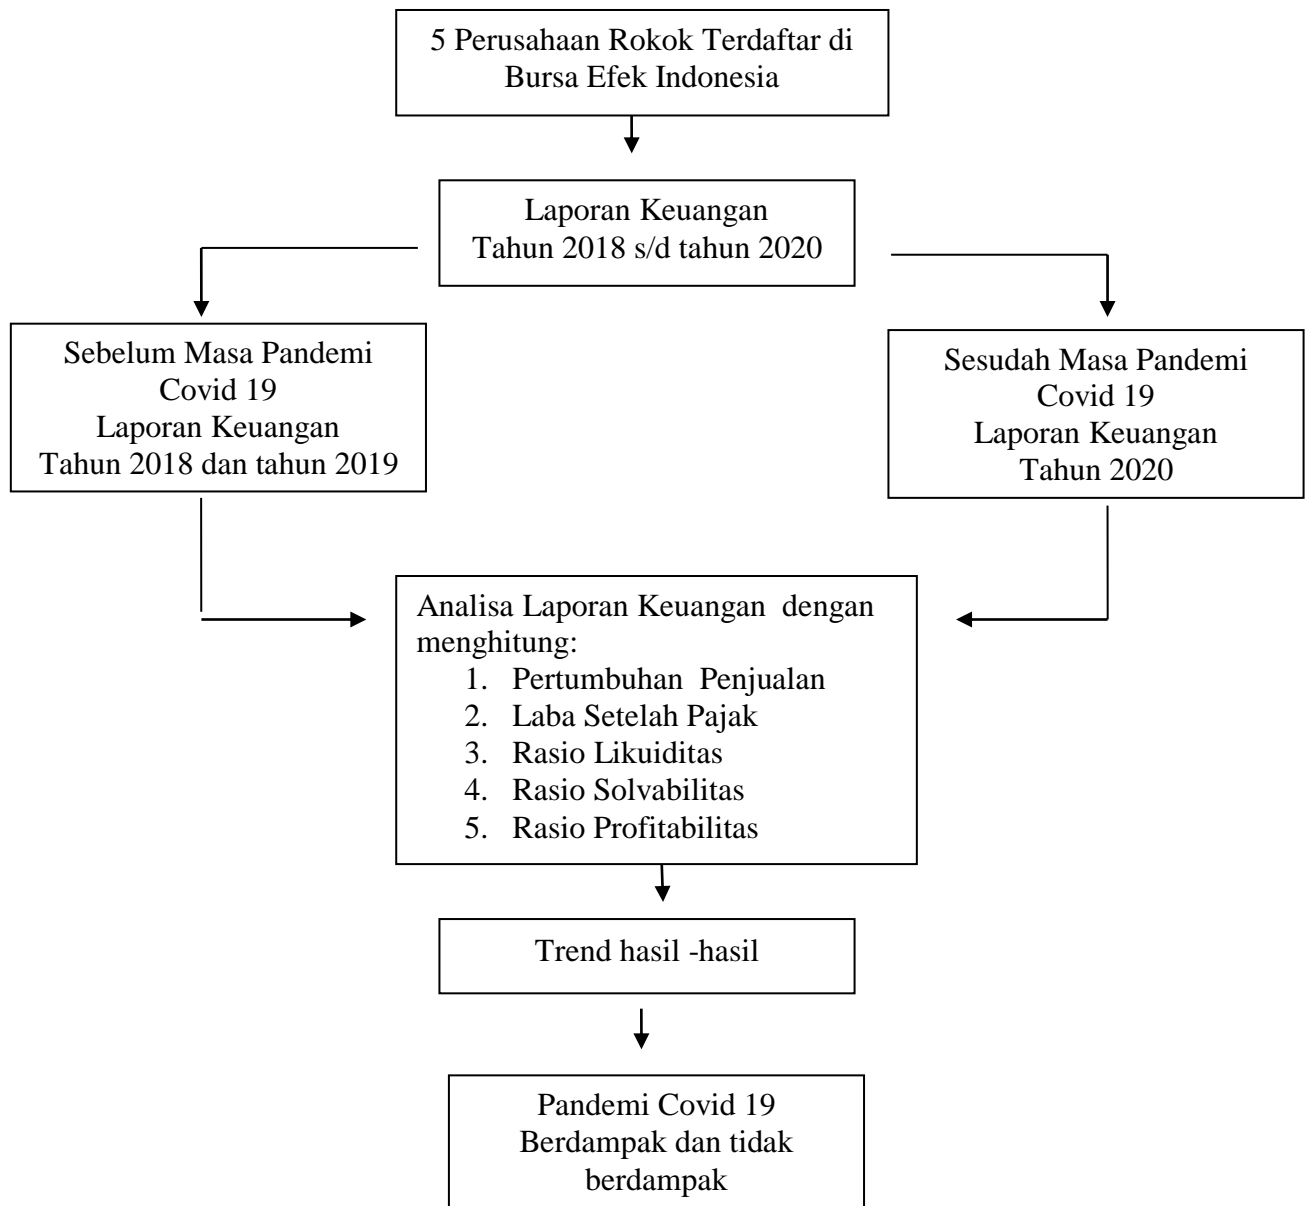 5 Perusahaan Rokok Terdaftar di
Bursa Efek Indonesia
Laporan Keuangan
Tahun 2018 s/d tahun 2020
Sebelum Masa Pandemi
Covid 19
Laporan Keuangan
Tahun 2018 dan tahun 2019
Sesudah Masa Pandemi
Covid 19
Laporan Keuangan
Tahun 2020
Analisa Laporan Keuangan dengan
menghitung:
1. Pertumbuhan Penjualan
2. Laba Setelah Pajak
3. Rasio Likuiditas
4. Rasio Solvabilitas
5. Rasio Profitabilitas
Trend hasil -hasil
Pandemi Covid 19
Berdampak dan tidak
berdampak